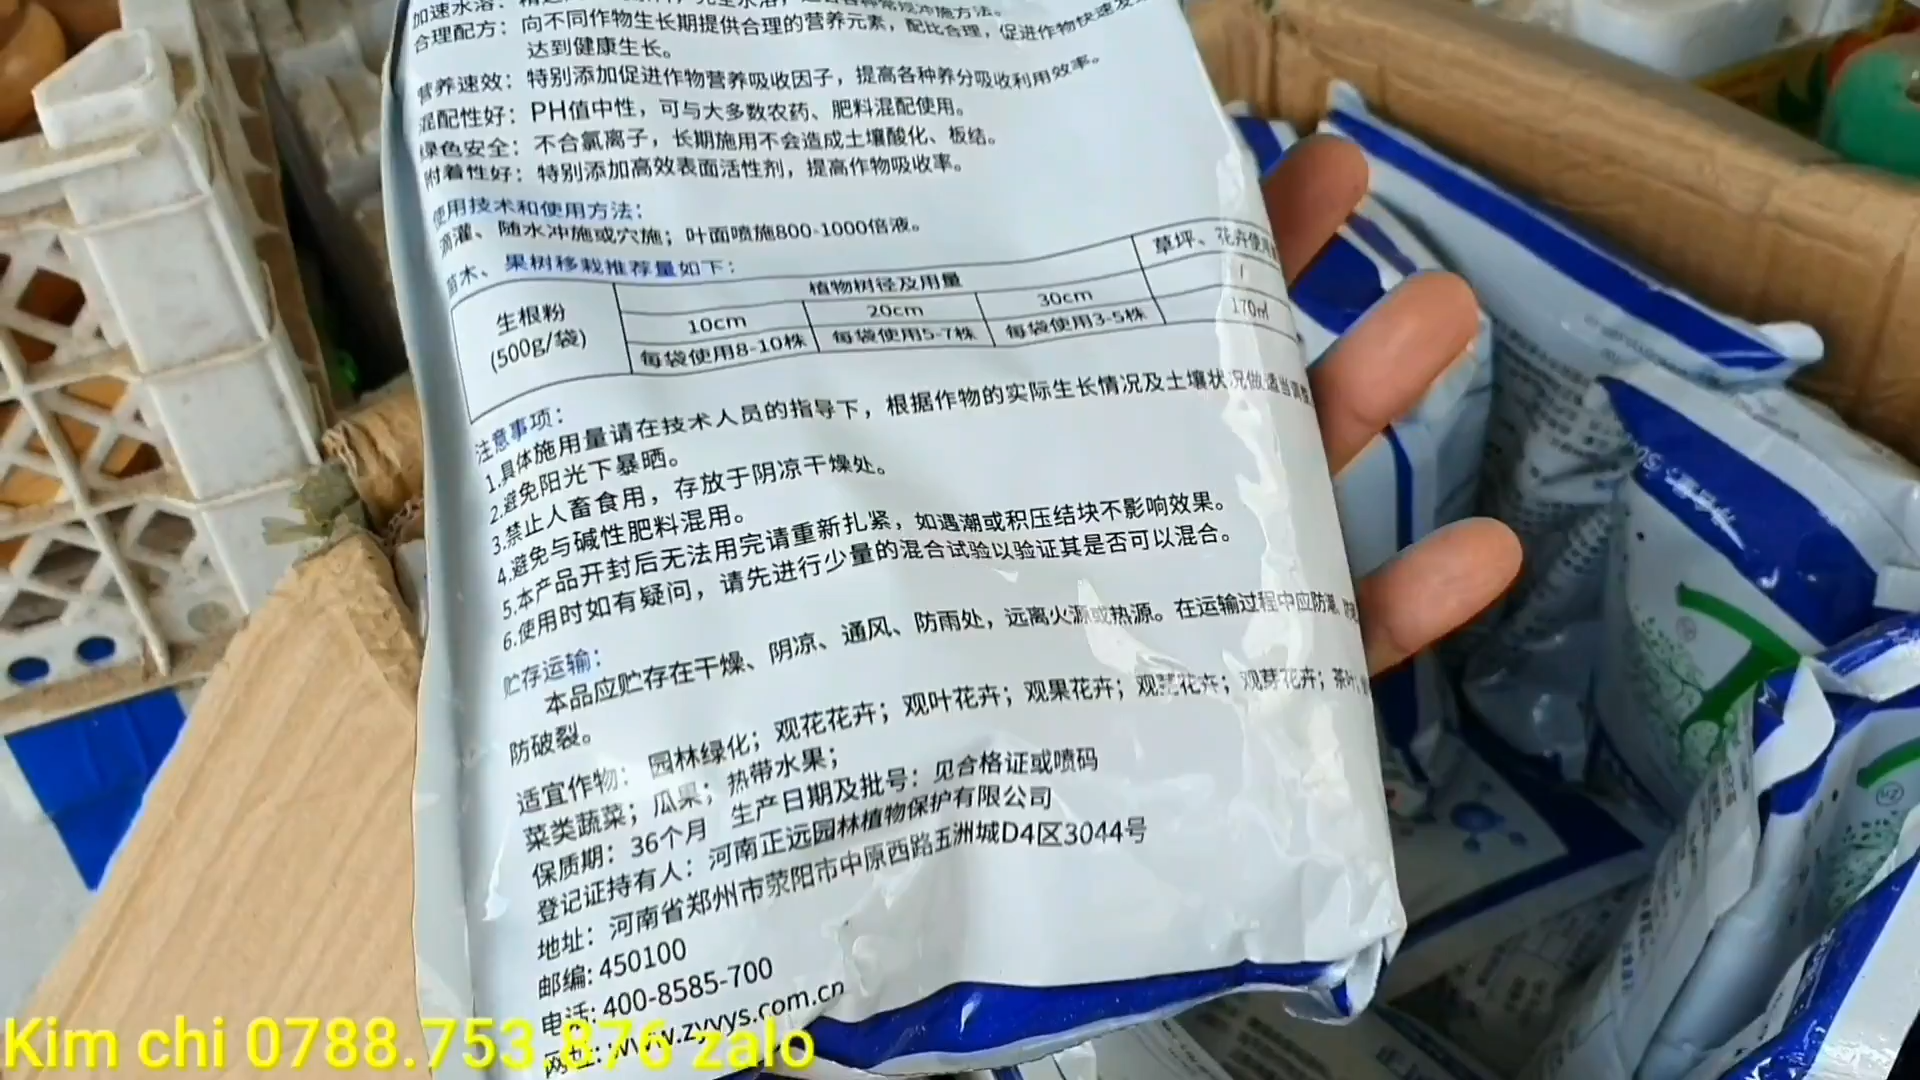 加速水溶：
合理配方：向不同作物生长期提供合理的营养元素，配比合理，促进作物快速发
达到健康生长。
营养速效：特别添加促进作物营养吸收因子，提高各种养分吸收利用效率。
混配性好：PH值中性，可与大多数农药、肥料混配使用。
绿色安全：不合氯离子，长期施用不会造成土壤酸化、板结。
附着性好：特别添加高效表面活性剂，提高作物吸收率。
使用技术和使用方法：
滴灌、随水冲施或穴施；叶面喷施800-1000倍液。
苗木、果树移栽推荐量如下：
生根粉
(500g/袋)
植物树径及用量
草坪、花卉使用
10cm
20cm
30cm
每袋使用8-10株
每袋使用5-7株
每袋使用3-5株
170㎡
注意事项：
1.具体施用量请在技术人员的指导下，根据作物的实际生长情况及土壤状况做适当调
2.避免阳光下暴晒。
3.禁止人畜食用，存放于阴凉干燥处。
4.避免与碱性肥料混用。
5.本产品开封后无法用完请重新扎紧，如遇潮或积压结块不影响效果。
6.使用时如有疑问，请先进行少量的混合试验以验证其是否可以混合。
贮存运输：
本品应贮存在干燥、阴凉、通风、防雨处，远离火源或热源。在运输过程中应防潮
防破裂。
适宜作物：园林绿化；观花花卉；观叶花卉；观果花卉；观茎花卉；观芽花卉；茶叶
菜类蔬菜；瓜果；热带水果；
保质期：36个月 生产日期及批号：见合格证或喷码
登记证持有人：河南正远园林植物保护有限公司
地址：河南省郑州市荥阳市中原西路五洲城D4区3044号
邮编: 450100
电话: 400-8585-700
网址: www.zyyys.com.cn
Kim chi 0788.753.876 zalo